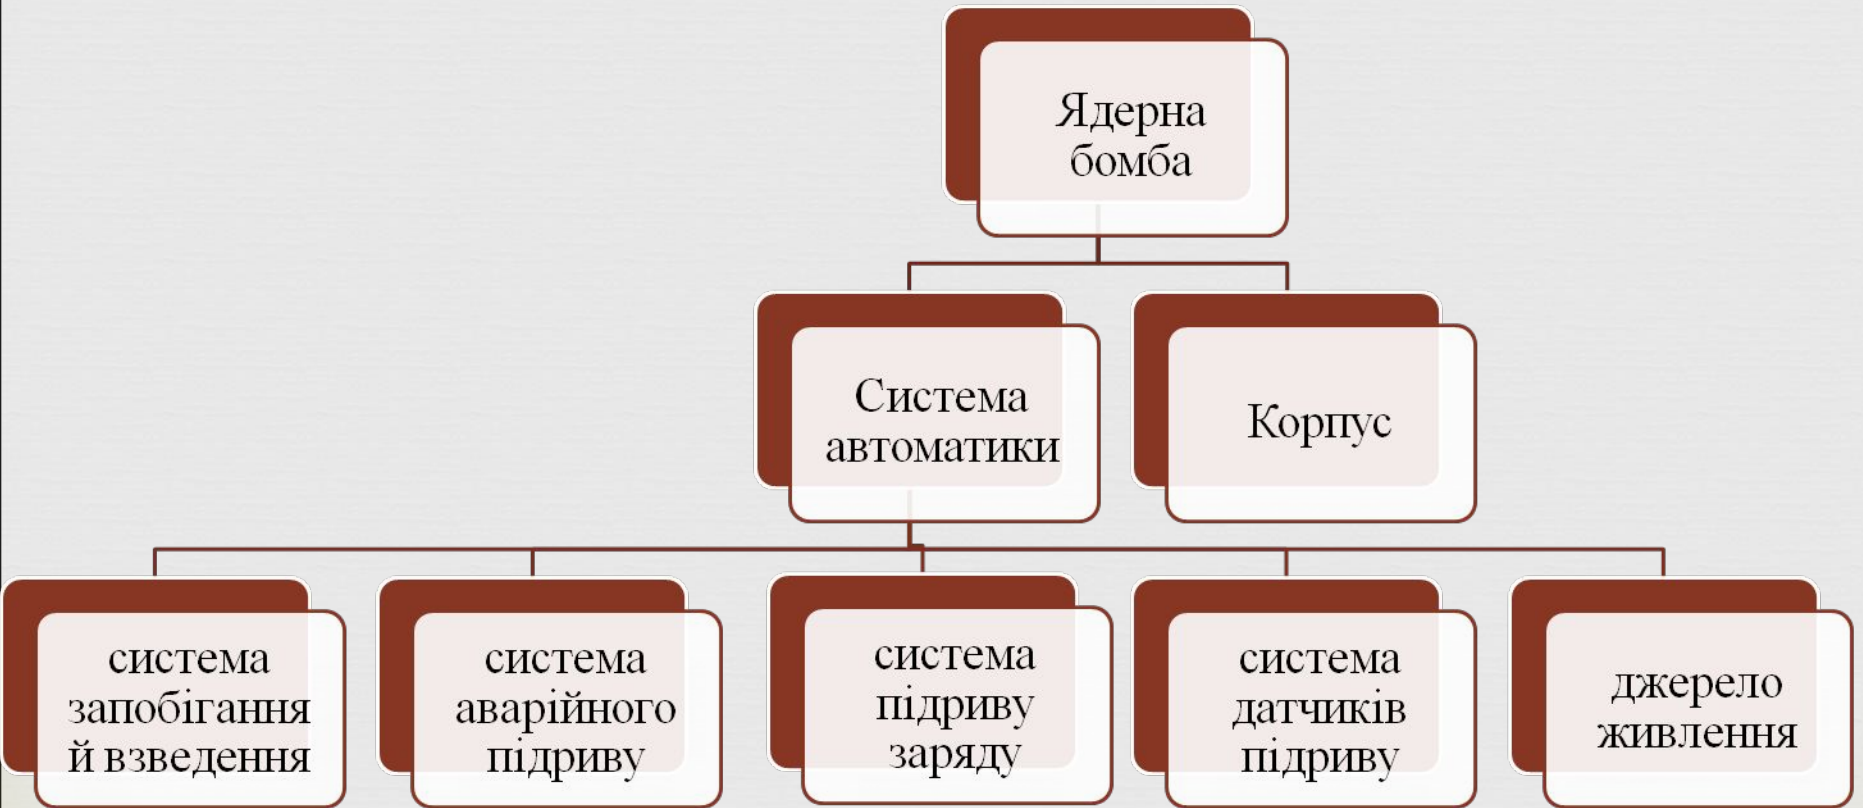 Ядерна
бомба
Система
автоматики
Корпус
система
запобігання
й взведення
система
аварійного
підриву
система
підриву
заряду
система
датчиків
підриву
джерело
живлення